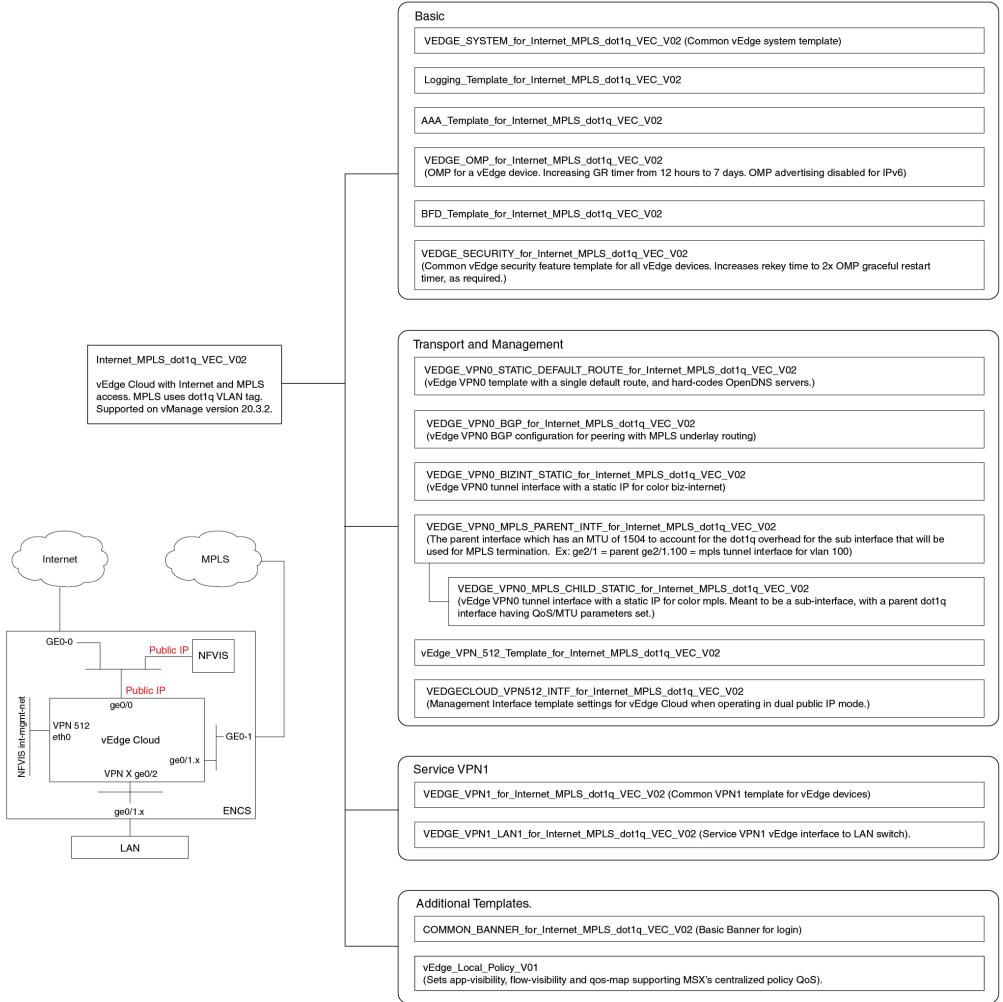 Basic
VEDGE_SYSTEM_for_Internet_MPLS_dot1q_VEC_V02 (Common vEdge system template)
Logging_Template_for_Internet_MPLS_dot1q_VEC_V02
AAA_Template_for_Internet_MPLS_dot1q_VEC_V02
VEDGE_OMP_for_Internet_MPLS_dot1q_VEC_V02
(OMP for a vEdge device. Increasing GR timer from 12 hours to 7 days. OMP advertising disabled for IPv6)
BFD_Template_for_Internet_MPLS_dot1q_VEC_V02
VEDGE_SECURITY_for_Internet_MPLS_dot1q_VEC_V02
(Common vEdge security feature template for all vEdge devices. Increases rekey time to 2x OMP graceful restart
timer, as required.)
Internet_MPLS_dot1q_VEC_V02
vEdge Cloud with Internet and MPLS
access. MPLS uses dot1q VLAN tag.
Supported on vManage version 20.3.2.
Transport and Management
VEDGE_VPN0_STATIC_DEFAULT_ROUTE_for_Internet_MPLS_dot1q_VEC_V02
(vEdge VPN0 template with a single default route, and hard-codes OpenDNS servers.)
VEDGE_VPN0_BGP_for_Internet_MPLS_dot1q_VEC_V02
(vEdge VPN0 BGP configuration for peering with MPLS underlay routing)
VEDGE_VPN0_BIZINT_STATIC_for_Internet_MPLS_dot1q_VEC_V02
(vEdge VPN0 tunnel interface with a static IP for color biz-internet)
VEDGE_VPN0_MPLS_PARENT_INTF_for_Internet_MPLS_dot1q_VEC_V02
(The parent interface which has an MTU of 1504 to account for the dot1q overhead for the sub interface that will be
used for MPLS termination.  Ex: ge2/1 = parent ge2/1.100 = mpls tunnel interface for vlan 100)
VEDGE_VPN0_MPLS_CHILD_STATIC_for_Internet_MPLS_dot1q_VEC_V02
(vEdge VPN0 tunnel interface with a static IP for color mpls. Meant to be a sub-interface, with a parent dot1q
interface having QoS/MTU parameters set.)
vEdge_VPN_512_Template_for_Internet_MPLS_dot1q_VEC_V02
VEDGECLOUD_VPN512_INTF_for_Internet_MPLS_dot1q_VEC_V02
(Management Interface template settings for vEdge Cloud when operating in dual public IP mode.)
Internet
MPLS
GE0-0
Public IP
NFVIS
Public IP
ge0/0
NFVIS int-mgmt-net
VPN 512
eth0
vEdge Cloud
GE0-1
ge0/1.x
VPN X ge0/2
ge0/1.x
ENCS
LAN
Service VPN1
VEDGE_VPN1_for_Internet_MPLS_dot1q_VEC_V02 (Common VPN1 template for vEdge devices)
VEDGE_VPN1_LAN1_for_Internet_MPLS_dot1q_VEC_V02 (Service VPN1 vEdge interface to LAN switch).
Additional Templates.
COMMON_BANNER_for_Internet_MPLS_dot1q_VEC_V02 (Basic Banner for login)
vEdge_Local_Policy_V01
(Sets app-visibility, flow-visibility and qos-map supporting MSX's centralized policy QoS).